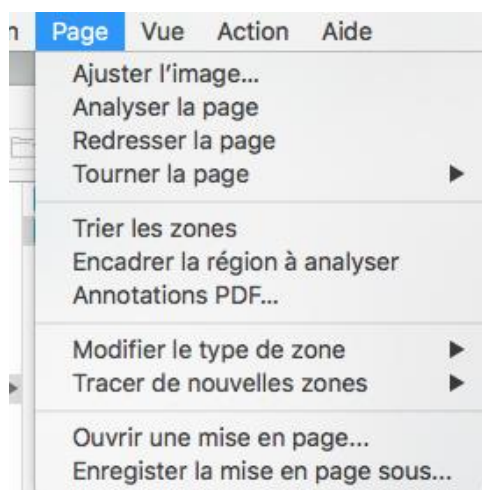 n Page Vue Action Aide
Ajuster l'image...
Analyser la page
Redresser la page
Tourner la page
Trier les zones
Encadrer la région à analyser
Annotations PDF...
Modifier le type de zone
Tracer de nouvelles zones
Ouvrir une mise en page...
Enregister la mise en page sous...